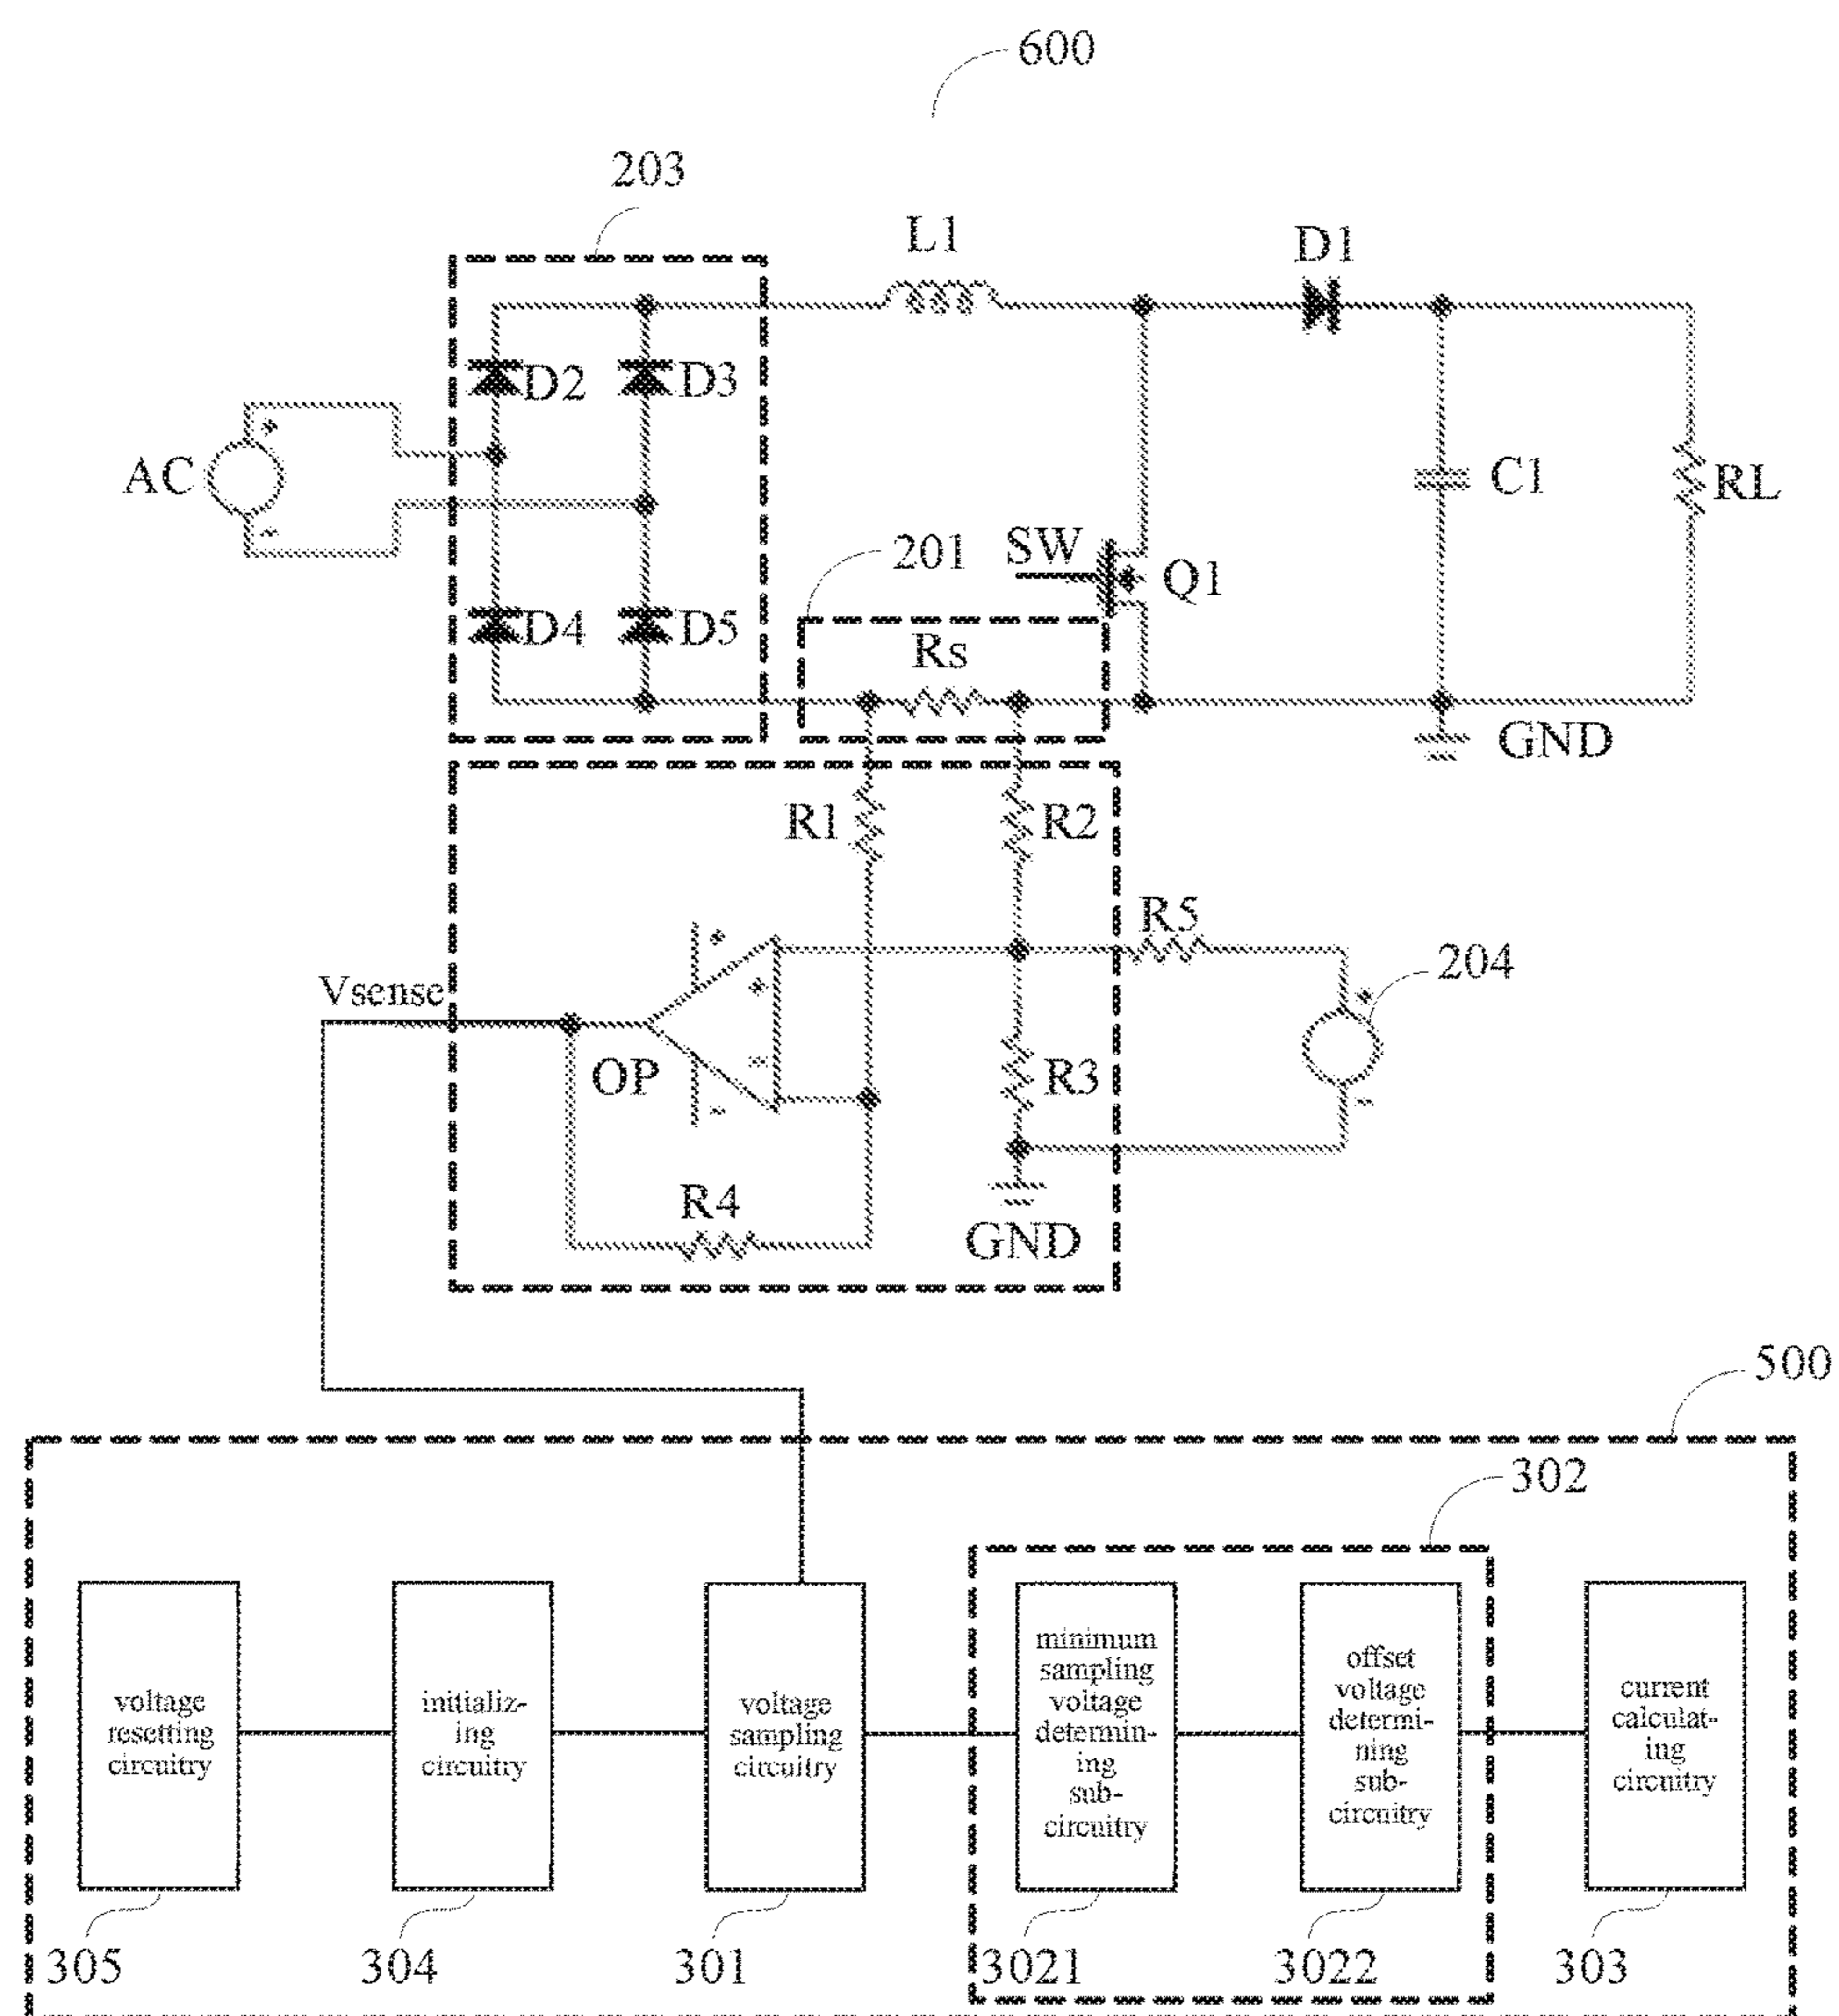 600
203
L1
D1
D2
D3
AC
C1
RL
201
SW
Q1
D4
D5
Rs
GND
R1
R2
R5
204
Vsense
OP
R3
R4
GND
500
302
voltage
resetting
circuitry
initializ-
ing
circuitry
voltage
sampling
circuitry
minimum
sampling
voltage
determin-
ing
sub-
circuitry
offset
voltage
determi-
ning
sub-
circuitry
current
calculat-
ing
circuitry
305
304
301
3021
3022
303